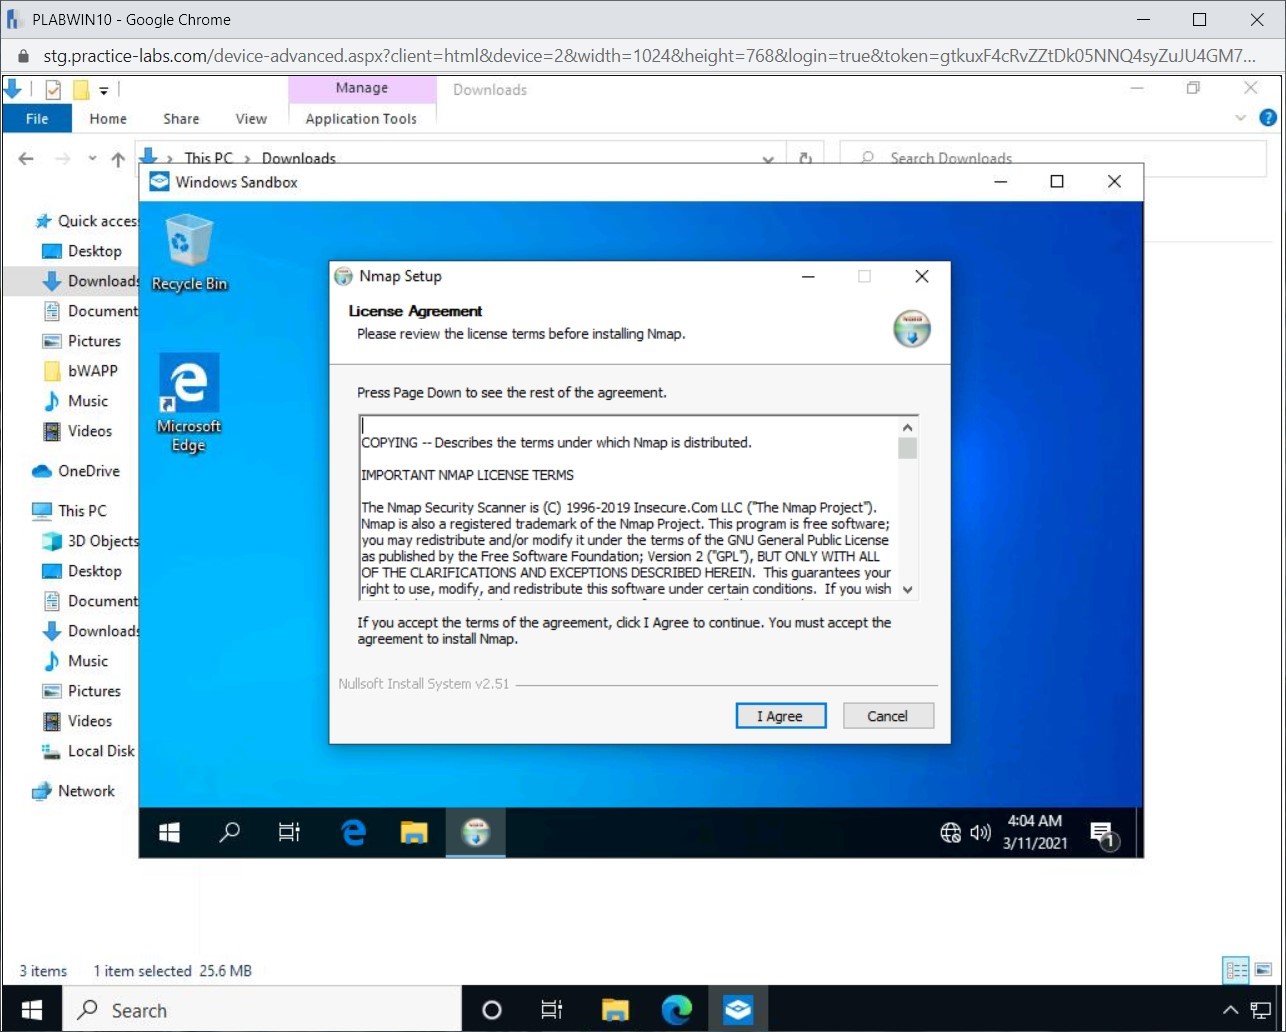 PLABWIN10 - Google Chrome
stg.practice-labs.com/device-advanced.aspx?client=html&device=2&width=1024&height=768&login=true&token=gtkuxF4cRvZZtDk05NNQ4syZuJU4GM7...
Manage
Downloads
File
Home
Share
View
Application Tools
This PC
Downloads
Search Downloads
Windows Sandbox
Quick acces
Desktop
Downloads
Document
Pictures
bWAPP
Music
Videos
OneDrive
This PC
3D Objects
Desktop
Document
Downloads
Music
Pictures
Videos
Local Disk
Network
Recycle Bin
Microsoft
Edge
Nmap Setup
License Agreement
Please review the license terms before installing Nmap.
Press Page Down to see the rest of the agreement.
COPYING -- Describes the terms under which Nmap is distributed.
IMPORTANT NMAP LICENSE TERMS
The Nmap Security Scanner is (C) 1996-2019 Insecure.Com LLC ("The Nmap Project").
Nmap is also a registered trademark of the Nmap Project. This program is free software;
you may redistribute and/or modify it under the terms of the GNU General Public License
as published by the Free Software Foundation; Version 2 ("GPL"), BUT ONLY WITH ALL
OF THE CLARIFICATIONS AND EXCEPTIONS DESCRIBED HEREIN. This guarantees your
right to use, modify, and redistribute this software under certain conditions. If you wish
If you accept the terms of the agreement, click I Agree to continue. You must accept the
agreement to install Nmap.
Nullsoft Install System v2.51
I Agree
Cancel
4:04 AM
3/11/2021
1
3 items
1 item selected 25.6 MB
Search